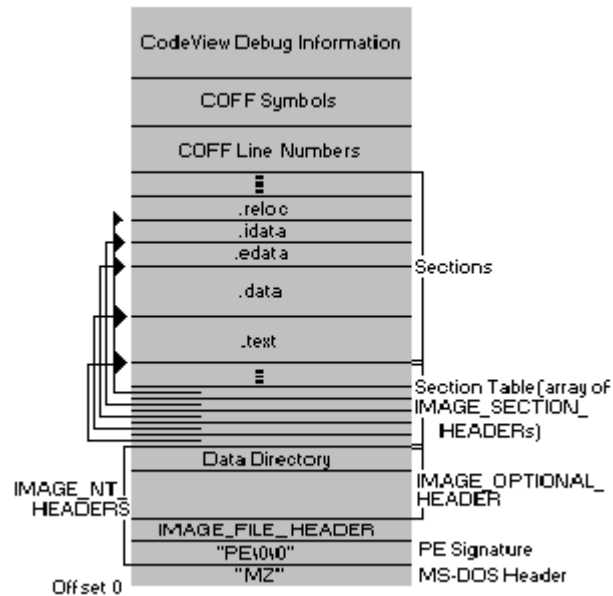 CodeView Debug Information
COFF Symbols
COFF Line Numbers
.reloc
.idata
.edata
Sections
.data
.text
Section Table (array of
IMAGE_SECTION_
HEADERs)
Data Directory
IMAGE_NT_
HEADERS
IMAGE_OPTIONAL_
HEADER
IMAGE_FILE_HEADER
"PE\0\0"
PE Signature
"MZ"
MS-DOS Header
Offset 0